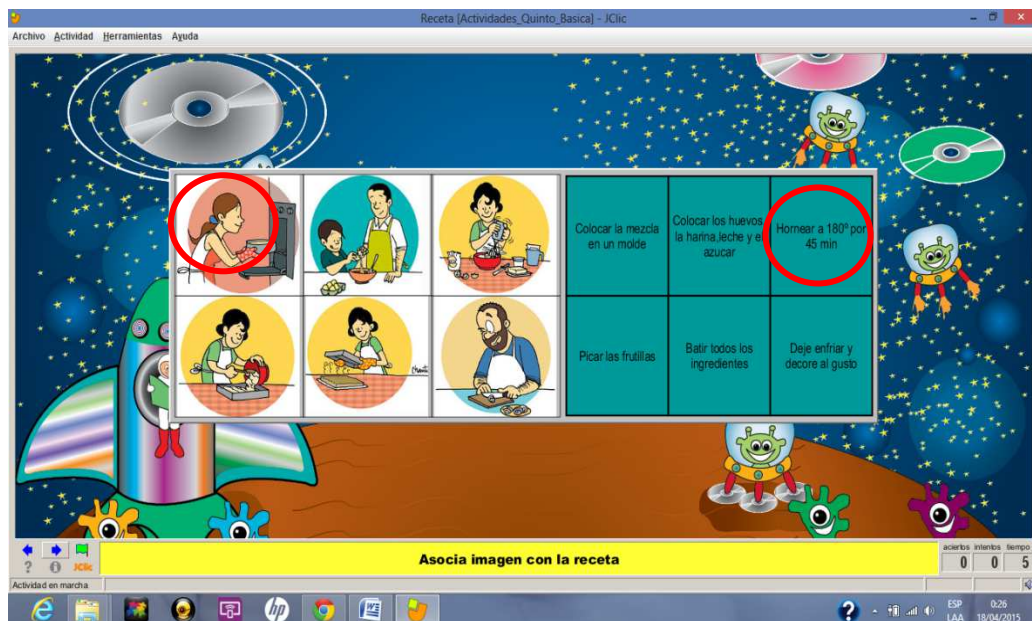 Receta [Actividades_Quinto_Basica] - JClic
Archivo Actividad Herramientas Ayuda
Colocar la mezcla
en un molde
Colocar los huevos,
la harina,leche y el
azucar
Hornear a 180º por
45 min
Picar las frutillas
Batir todos los
ingredientes
Deje enfriar y
decore al gusto
JClic
Asocia imagen con la receta
aciertos intentos tiempo
0 0 5
Actividad en marcha
hp
ESP
LAA
0:26
18/04/2015